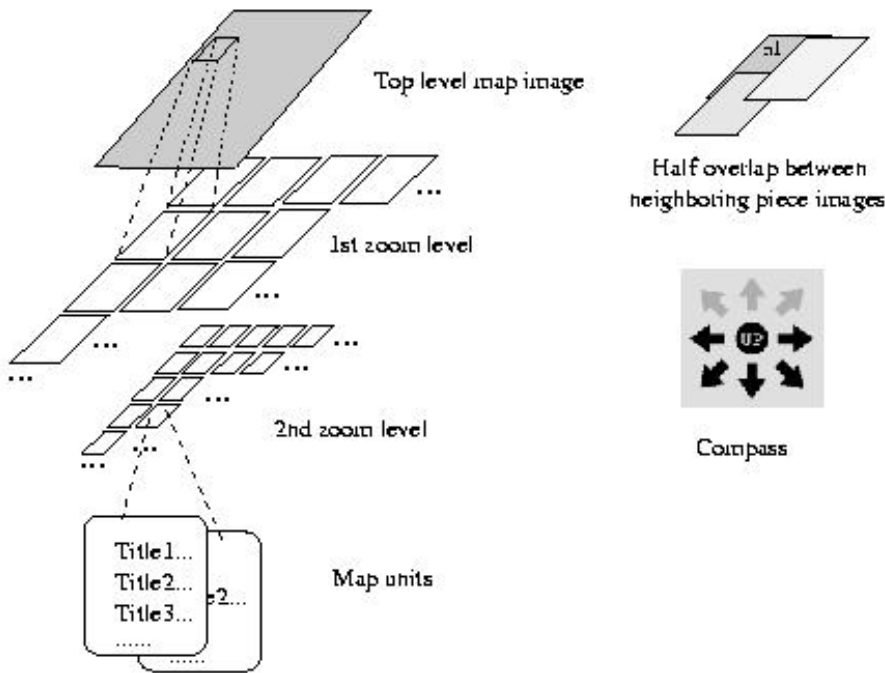 Top level map image
...
1st zoom level
...
...
...
...
...
...
2nd zoom level
...
...
Title1...
Title2...
Title3...
......
e2...
......
Map units
n1
Half overlap between
neighboring piece images
UP
Compass